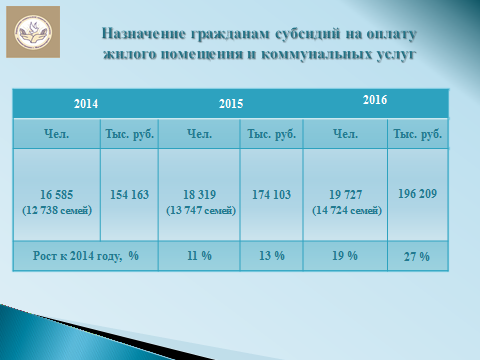 Назначение гражданам субсидий на оплату
жилого помещения и коммунальных услуг
2014 2015 2016
Чел. Тыс. руб. Чел. Тыс. руб. Чел. Тыс. руб.
16 585 154 163 18 319 174 103 19 727 196 209
(12 738 семей) (13 747 семей) (14 724 семей)
Рост к 2014 году, % 11 % 13 % 19 % 27 %